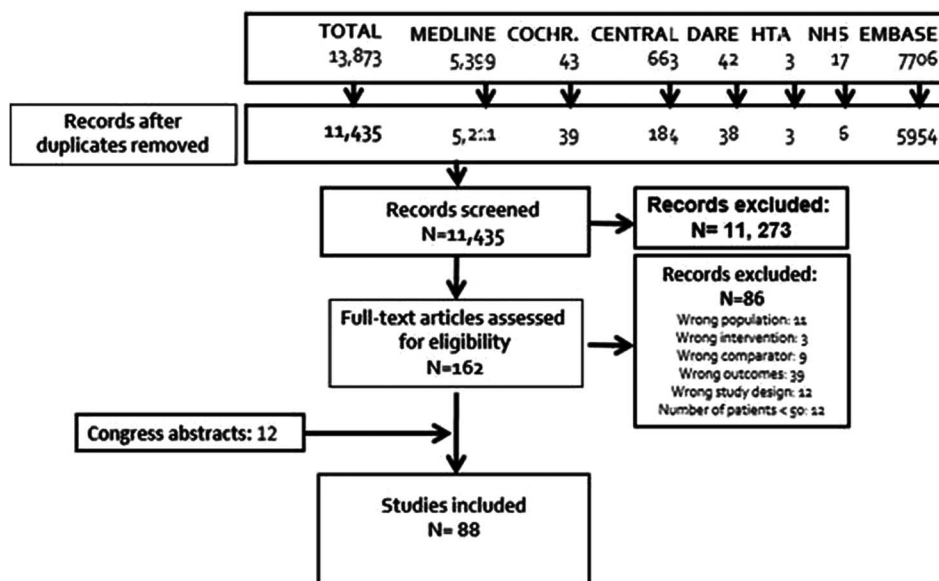 TOTAL MEDLINE COCHR. CENTRAL DARE HTA NHS EMBASE
13,873 5,399 43 663 42 3 17 7706
Records after
duplicates removed
11,435 5,211 39 184 38 3 6 5954
Records screened
N=11,435
Records excluded:
N= 11, 273
Full-text articles assessed
for eligibility
N=162
Records excluded:
N=86
Wrong population: 11
Wrong intervention: 3
Wrong comparator: 9
Wrong outcomes: 39
Wrong study design: 12
Number of patients < 50: 12
Congress abstracts: 12
Studies included
N= 88